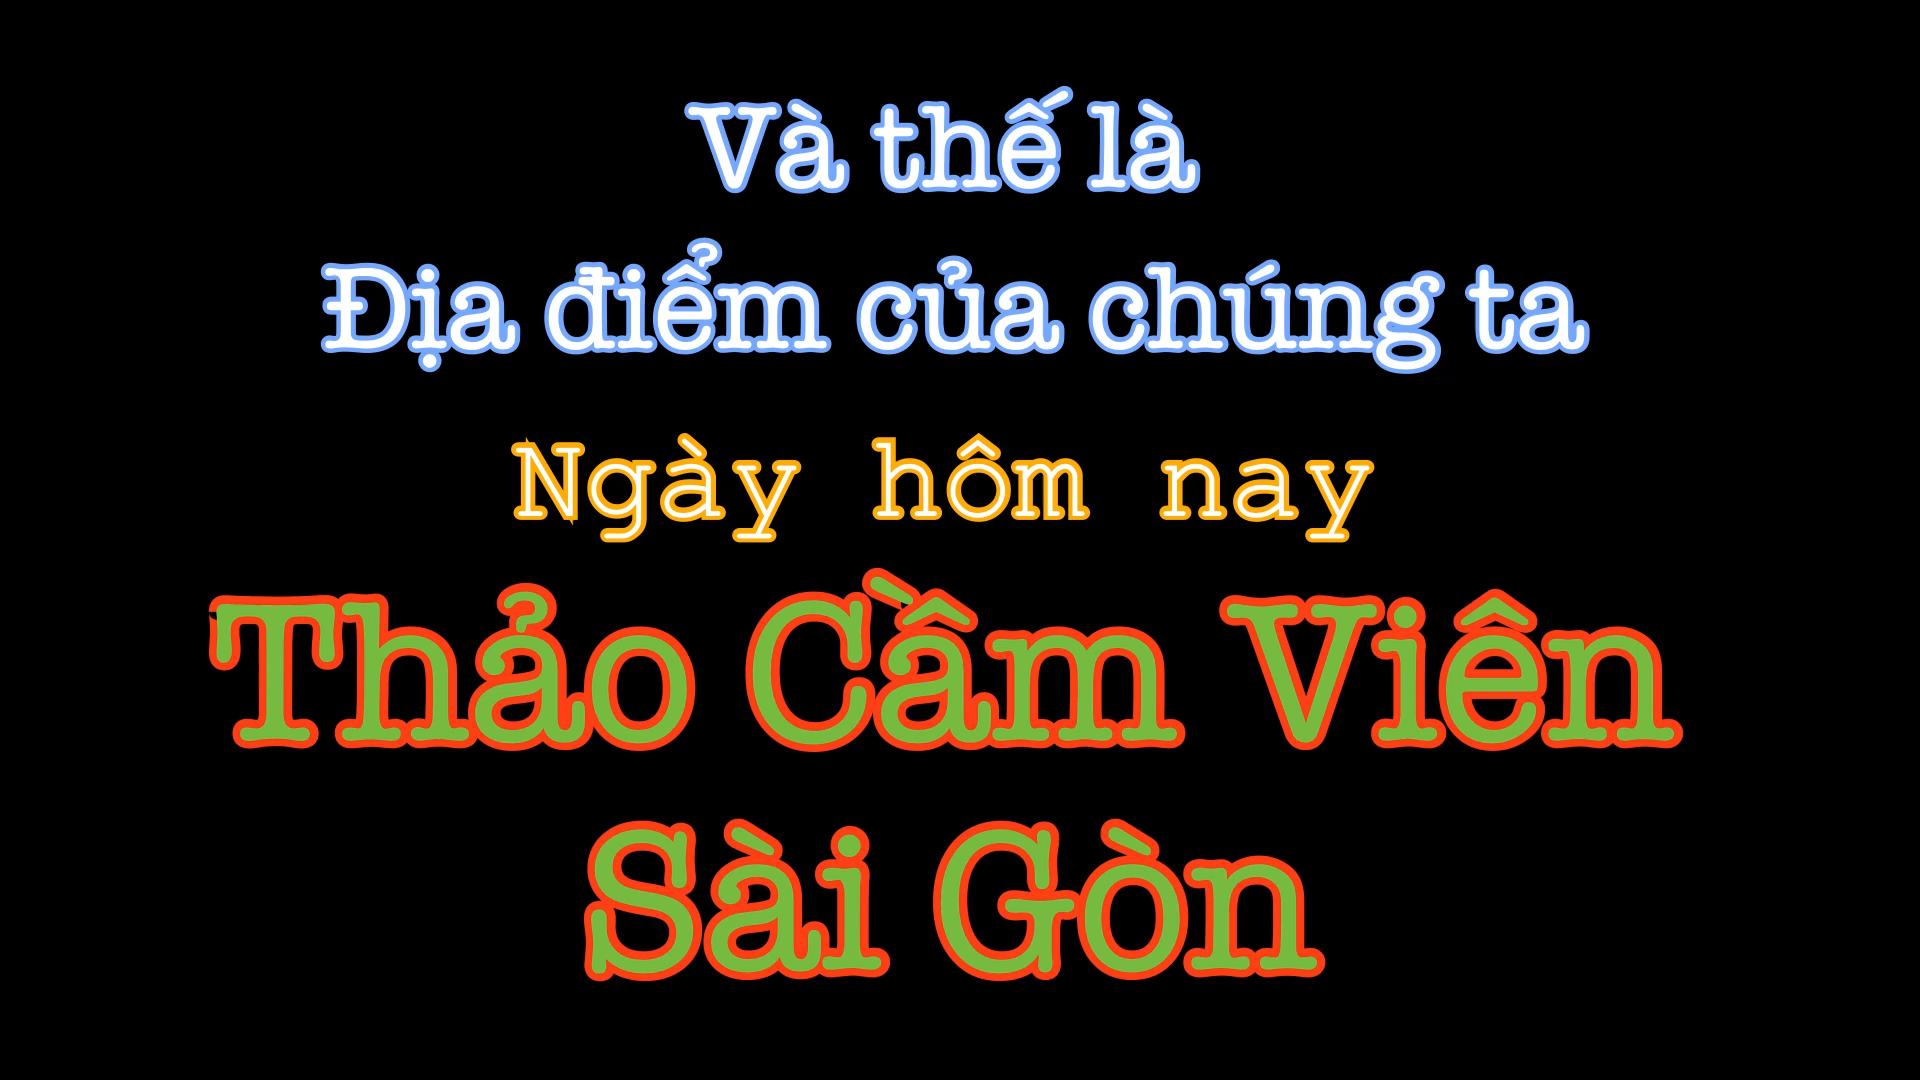 Và thế là
Địa điểm của chúng ta
Ngày hôm nay
Thảo Cầm Viên
Sài Gòn